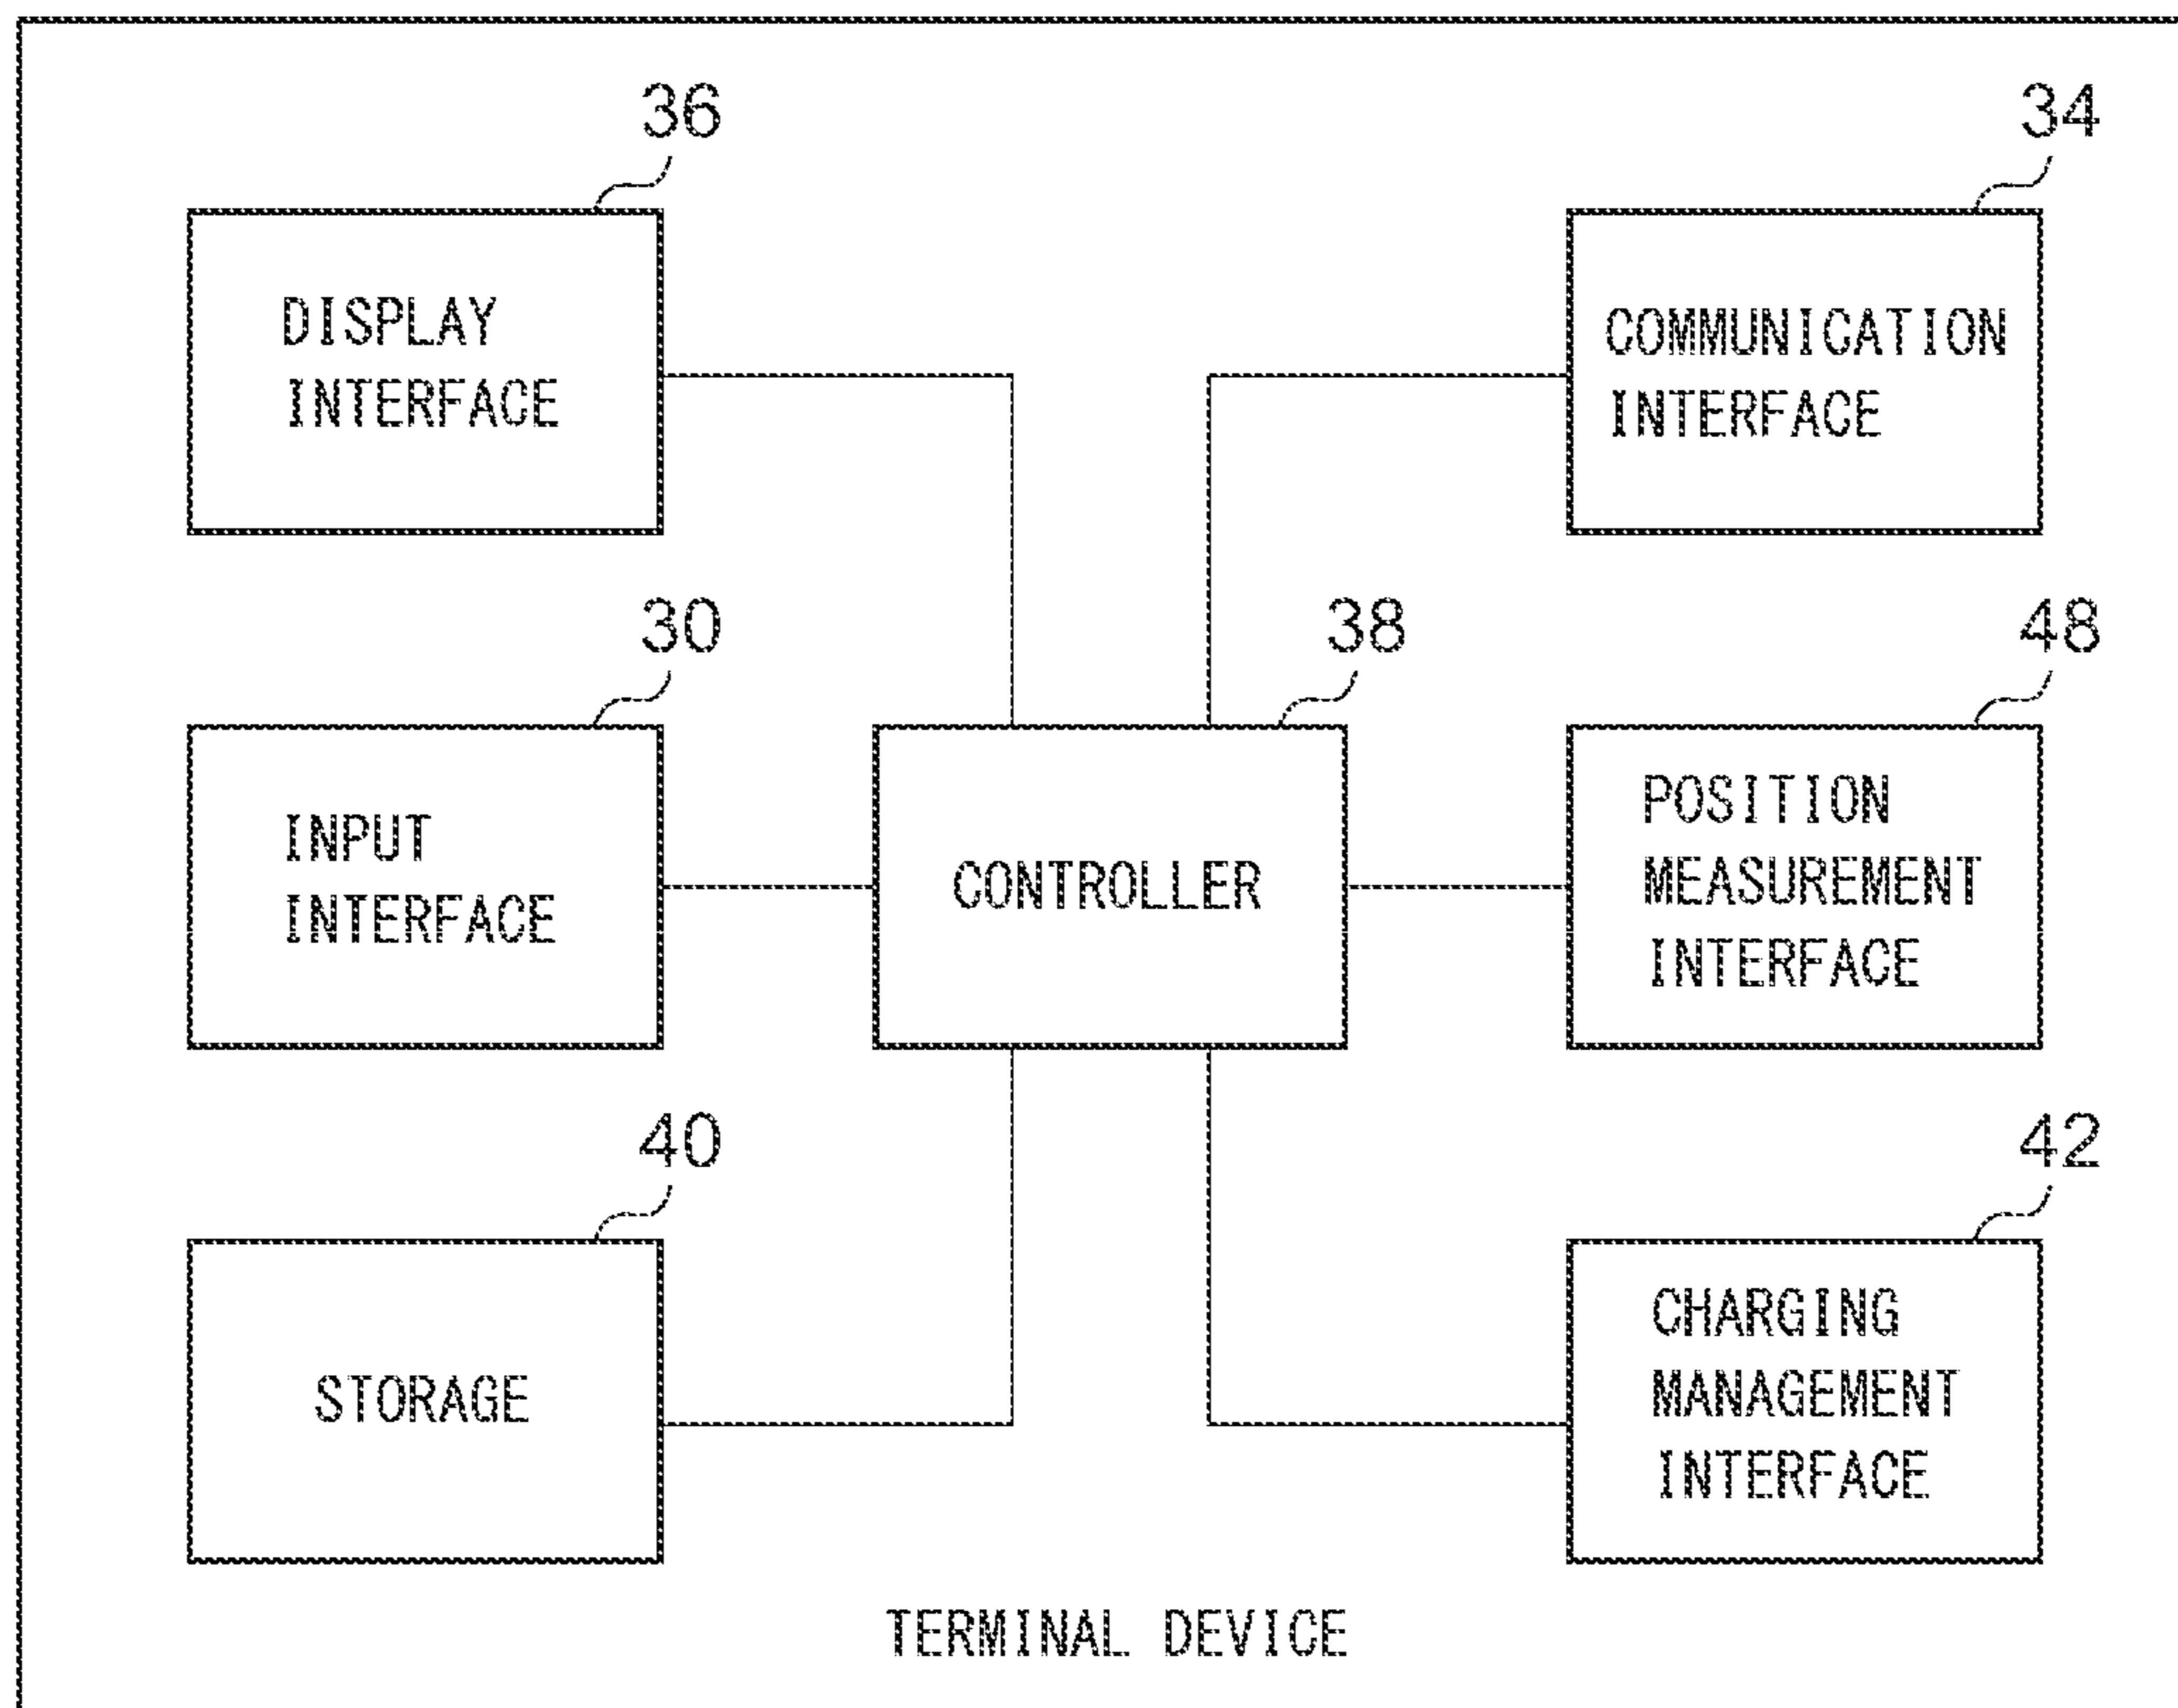 36
34
DISPLAY
INTERFACE
COMMUNICATION
INTERFACE
30
38
48
INPUT
INTERFACE
CONTROLLER
POSITION
MEASUREMENT
INTERFACE
40
42
STORAGE
CHARGING
MANAGEMENT
INTERFACE
TERMINAL DEVICE